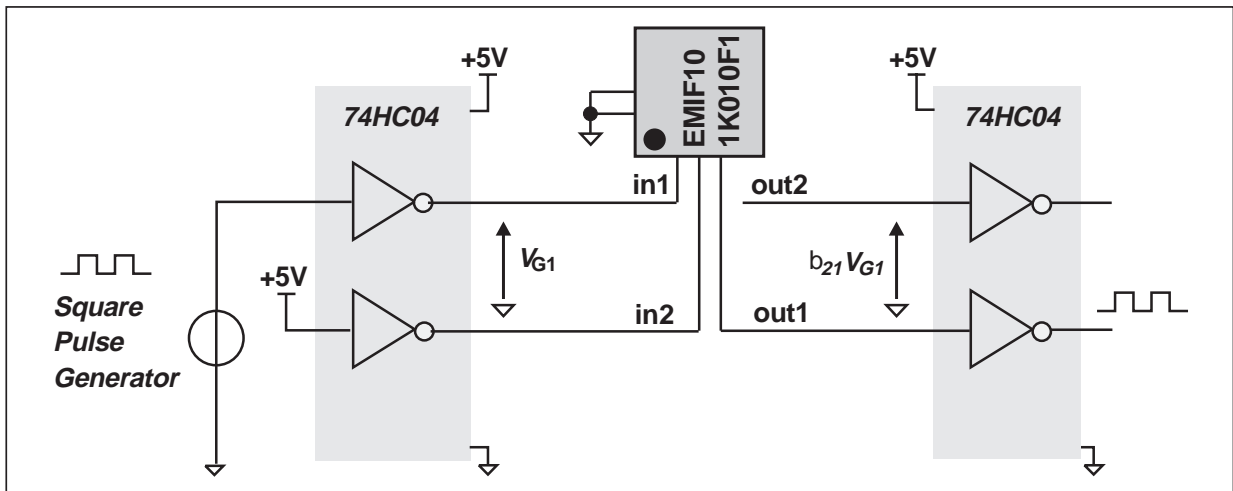 +5V
74HC04
EMIF10
1K010F1
+5V
74HC04
in1
out2
VG1
b21VG1
+5V
Square
Pulse
Generator
in2
out1